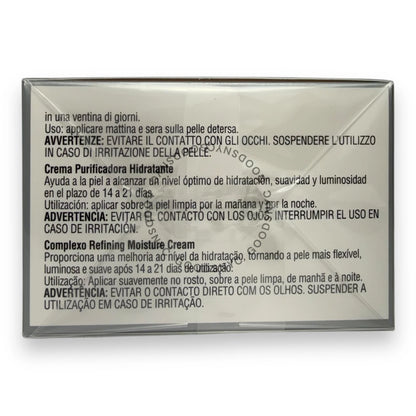 in una ventina di giorni.
Uso: applicare mattina e sera sulla pelle detersa.
AVVERTENZE: EVITARE IL CONTATTO CON GLI OCCHI. SOSPENDERE L'UTILIZZO
IN CASO DI IRRITAZIONE DELLA PELLE.
Crema Purificadora Hidratante
Ayuda a la piel a alcanzar un nivel óptimo de hidratación, suavidad y luminosidad
en el plazo de 14 a 21 días.
Utilización: aplicar sobre la piel limpia por la mañana y por la noche.
ADVERTENCIA: EVITAR EL CONTACTO CON LOS OJOS. INTERRUMPIR EL USO EN
CASO DE IRRITACIÓN.
Complexo Refining Moisture Cream
Proporciona uma melhoria ao nível da hidratação, tornando a pele mais flexível,
luminosa e suave após 14 a 21 dias de utilização.
Utilização: Aplicar suavemente no rosto, sobre a pele limpa, de manhã e à noite.
ADVERTÊNCIA: EVITAR O CONTACTO DIRETO COM OS OLHOS. SUSPENDER A
UTILIZAÇÃO EM CASO DE IRRITAÇÃO.